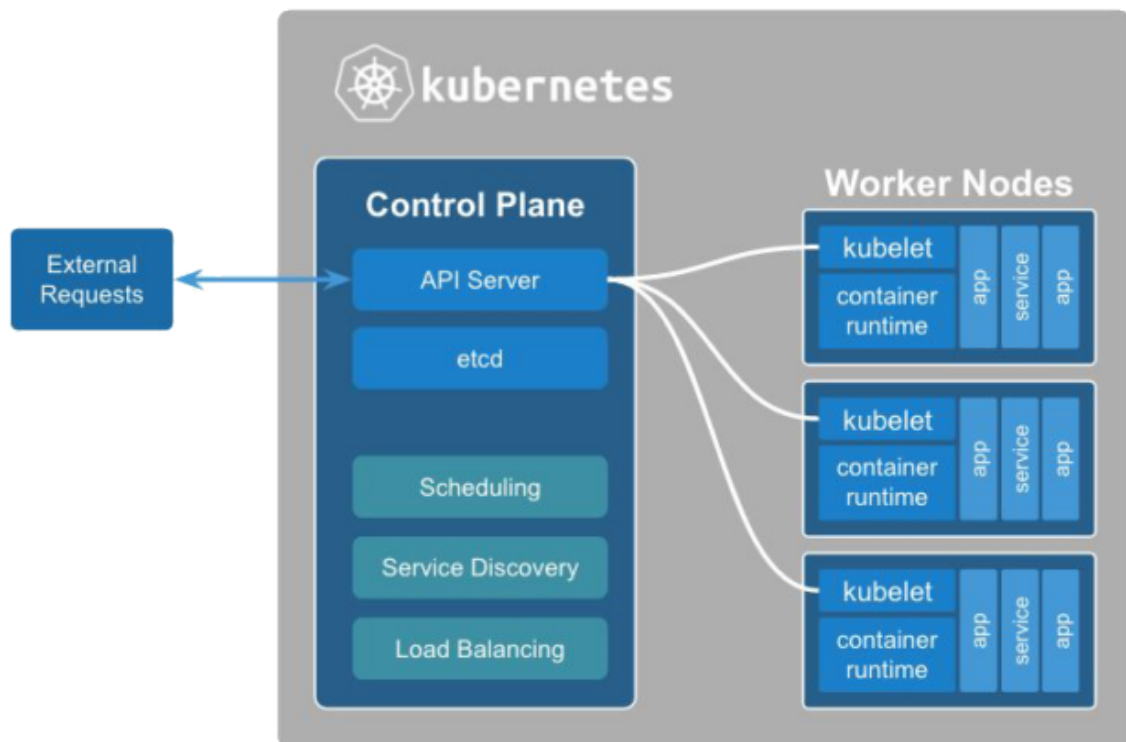 kubernetes
Control Plane
API Server
etcd
Scheduling
Service Discovery
Load Balancing
External
Requests
Worker Nodes
kubelet
container
runtime
app
service
app
kubelet
container
runtime
app
service
app
kubelet
container
runtime
app
service
app